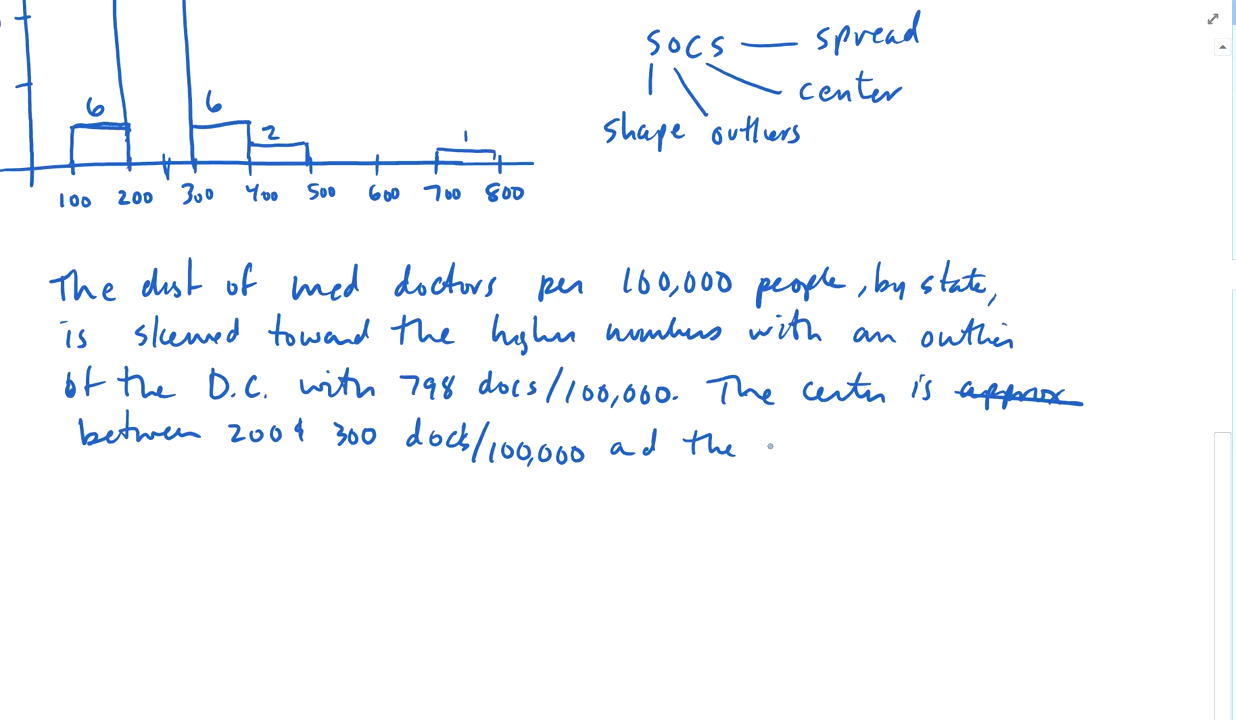 socs — spread
center
shape outliers
6
6
2
1
100 200 300 400 500 600 700 800
The dist of med doctors per 100,000 people, by state,
is skewed toward the higher numbers with an outlier
of the D.C. with 798 docs/100,000. The center is approx
between 200 & 300 docs/100,000 ad the